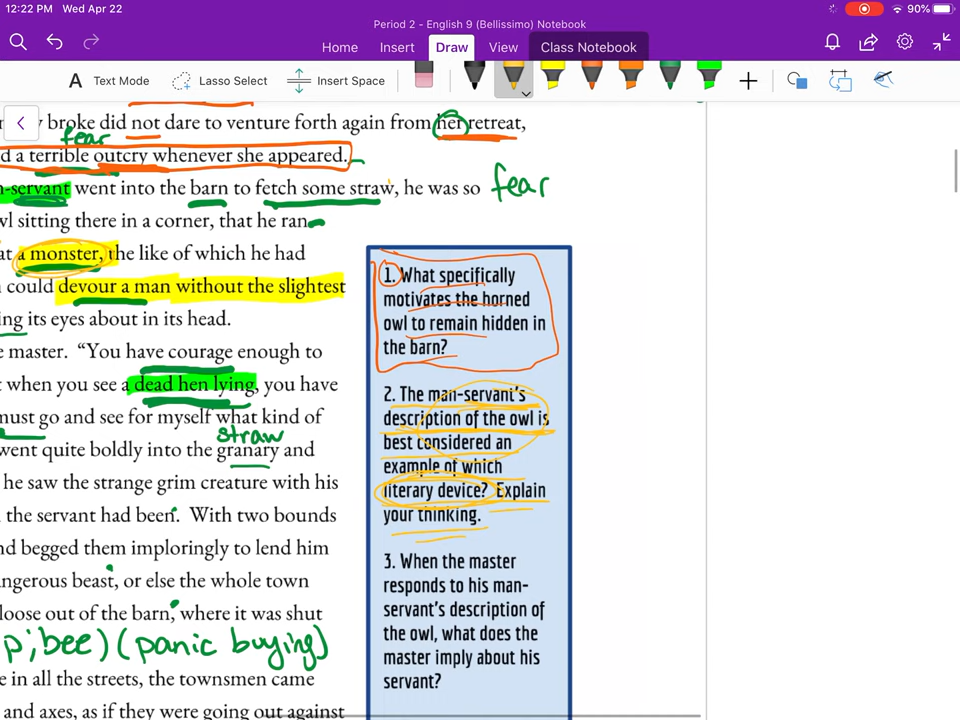 12:22 PM Wed Apr 22
90%
Period 2 - English 9 (Bellissimo) Notebook
Home Insert Draw View Class Notebook
A Text Mode Lasso Select Insert Space
broke did not dare to venture forth again from her retreat,
fear
d a terrible outcry whenever she appeared.
n-servant went into the barn to fetch some straw, he was so fear
wl sitting there in a corner, that he ran
at a monster, the like of which he had
could devour a man without the slightest
ing its eyes about in its head.
e master. "You have courage enough to
t when you see a dead hen lying, you have
must go and see for myself what kind of
straw
went quite boldly into the granary and
he saw the strange grim creature with his
the servant had been. With two bounds
nd begged them imploringly to lend him
angerous beast, or else the whole town
loose out of the barn, where it was shut
p; bee) (panic buying)
e in all the streets, the townsmen came
and axes, as if they were going out against
1. What specifically
motivates the horned
owl to remain hidden in
the barn?
2. The man-servant's
description of the owl is
best considered an
example of which
literary device? Explain
your thinking.
3. When the master
responds to his man-
servant's description of
the owl, what does the
master imply about his
servant?